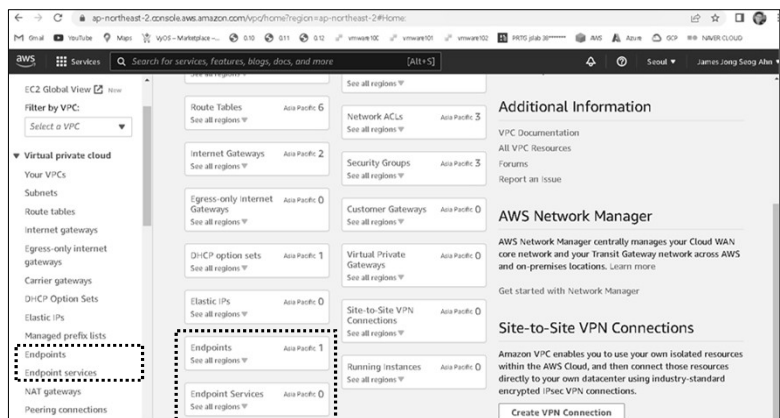 ap-northeast-2.console.aws.amazon.com/vpc/home?region=ap-northeast-2#Home:
Gmail YouTube Maps VyOS – Marketplace –... 0.10 0.11 0.12 vmware100 vmware101 vmware102 AWS Azure GCP NAVER CLOUD
aws Services Search for services, features, blogs, docs, and more [Alt+S] Seoul ▼ James Jong Seog Ahn
EC2 Global View New
Filter by VPC:
Select a VPC
Virtual private cloud
Your VPCs
Subnets
Route tables
Internet gateways
Egress-only internet
gateways
Carrier gateways
DHCP Option Sets
Elastic IPs
Managed prefix lists
Endpoints
Endpoint services
NAT gateways
Peering connections
See all regions
Route Tables Asia Pacific 6
See all regions
Internet Gateways Asia Pacific 2
See all regions
Egress-only Internet Asia Pacific 0
Gateways
See all regions
DHCP option sets Asia Pacific 1
See all regions
Elastic IPs Asia Pacific 0
See all regions
Endpoints Asia Pacific 1
See all regions
Endpoint Services Asia Pacific 0
See all regions
See all regions
Network ACLs Asia Pacific 3
See all regions
Security Groups Asia Pacific 3
See all regions
Customer Gateways Asia Pacific 0
See all regions
Virtual Private Asia Pacific 0
Gateways
See all regions
Site-to-Site VPN Asia Pacific 0
Connections
See all regions
Running Instances Asia Pacific 0
See all regions
Additional Information
VPC Documentation
All VPC Resources
Forums
Report an Issue
AWS Network Manager
AWS Network Manager centrally manages your Cloud WAN
core network and your Transit Gateway network across AWS
and on-premises locations. Learn more
Get started with Network Manager
Site-to-Site VPN Connections
Amazon VPC enables you to use your own isolated resources
within the AWS Cloud, and then connect those resources
directly to your own datacenter using industry-standard
encrypted IPsec VPN connections.
Create VPN Connection